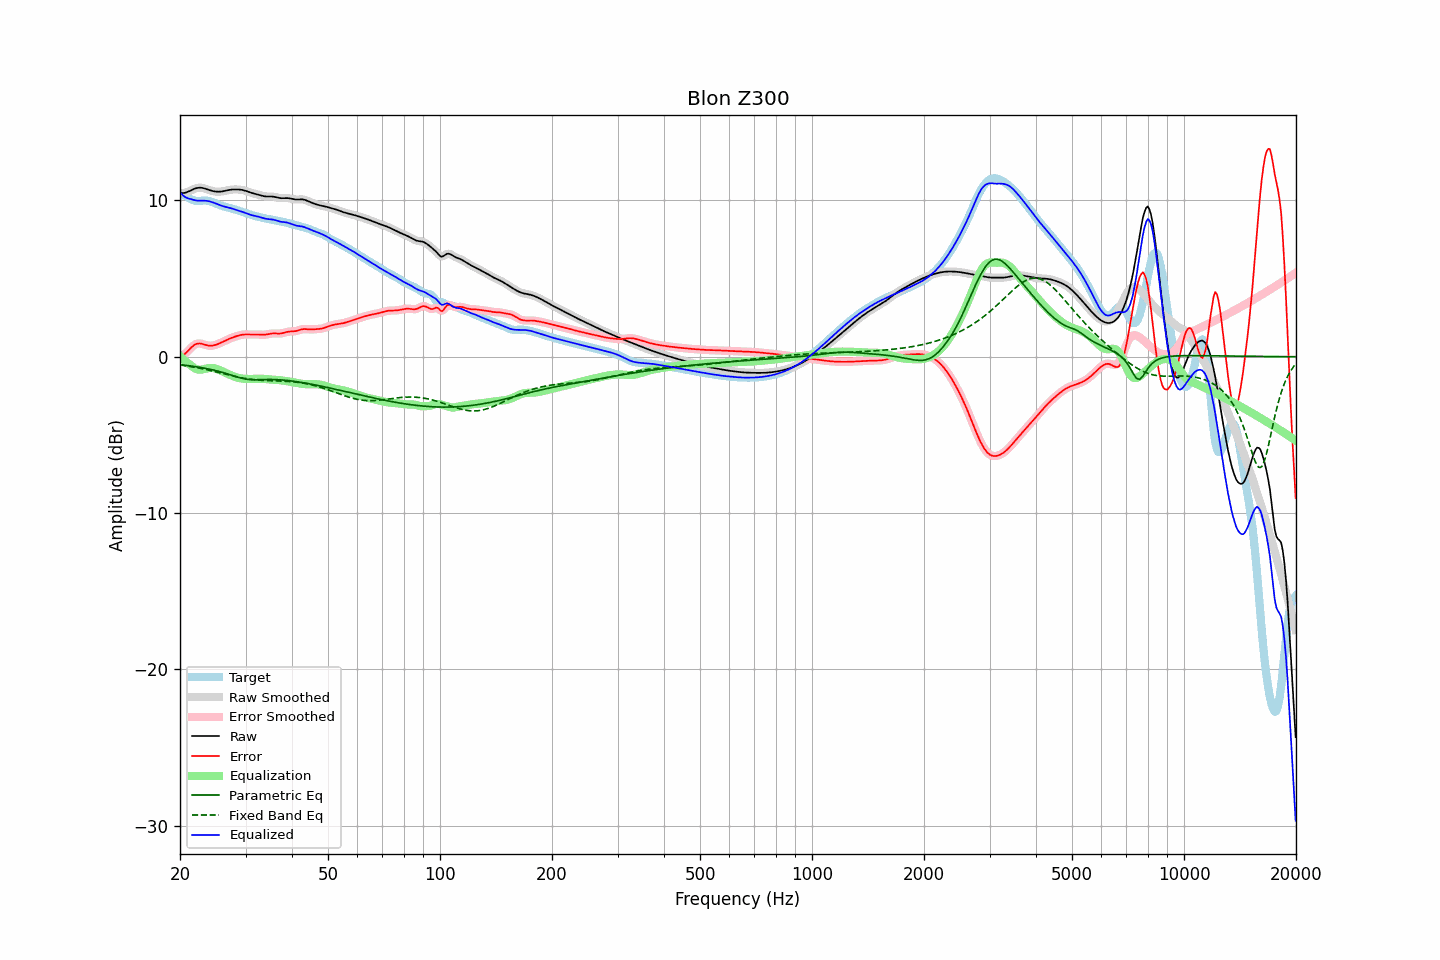 Blon Z300
Amplitude (dBr)
10
0
−10
−20
−30
Target
Raw Smoothed
Error Smoothed
Raw
Error
Equalization
Parametric Eq
Fixed Band Eq
Equalized
20 50 100 200 500 1000 2000 5000 10000 20000
Frequency (Hz)